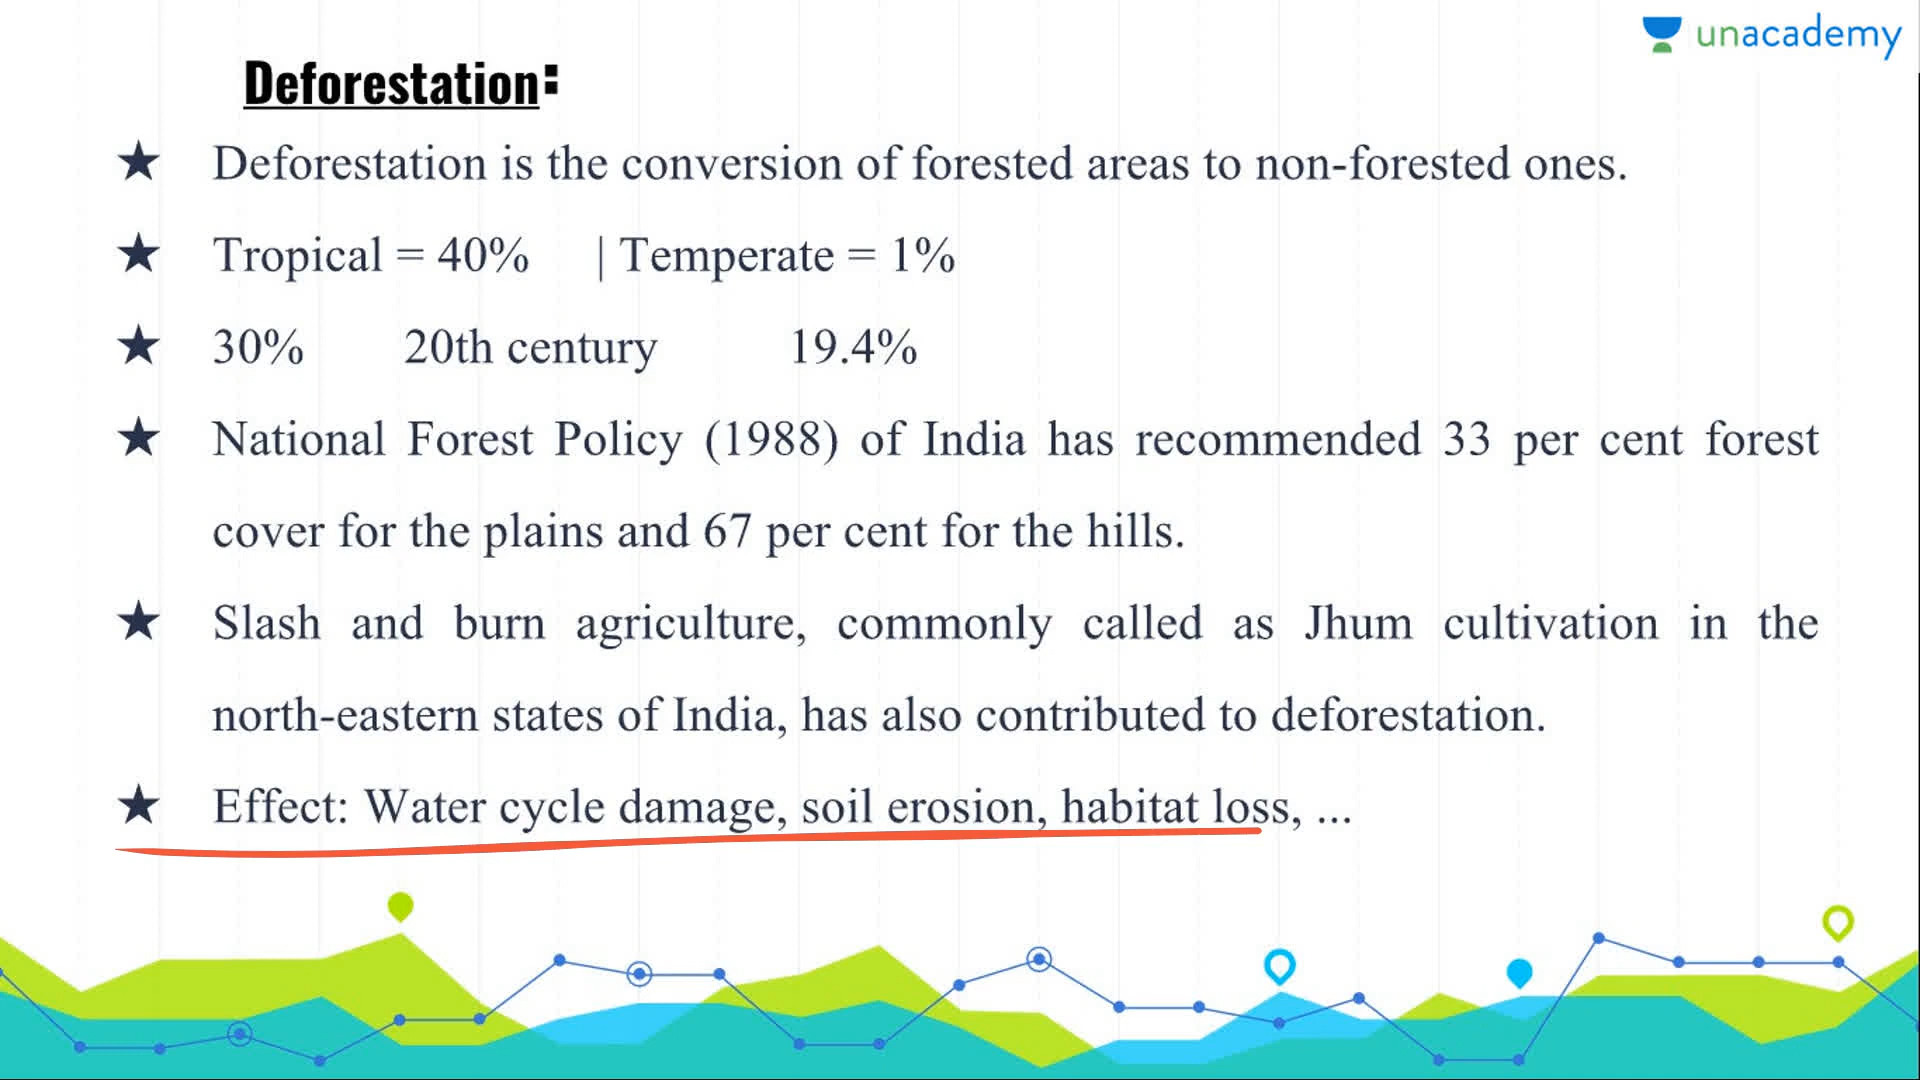 unacademy
Deforestation:
★ Deforestation is the conversion of forested areas to non-forested ones.
★ Tropical = 40% | Temperate = 1%
★ 30% 20th century 19.4%
★ National Forest Policy (1988) of India has recommended 33 per cent forest
cover for the plains and 67 per cent for the hills.
★ Slash and burn agriculture, commonly called as Jhum cultivation in the
north-eastern states of India, has also contributed to deforestation.
★ Effect: Water cycle damage, soil erosion, habitat loss, ...